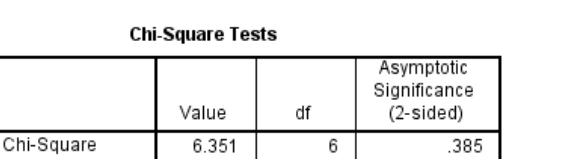 Chi-Square Tests
Value df Asymptotic
Significance
(2-sided)
Chi-Square 6.351 6 .385